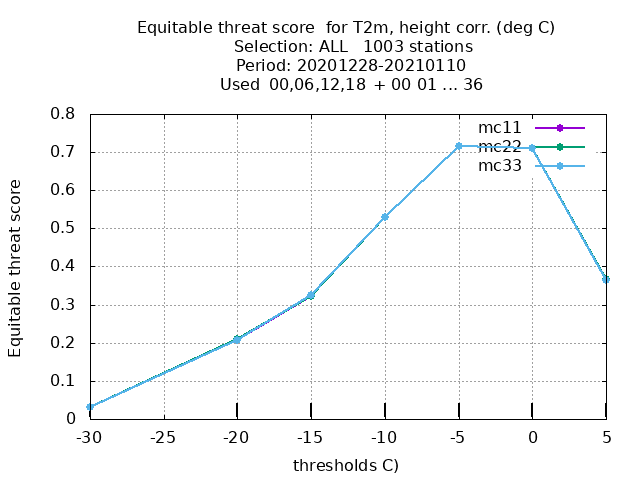 Equitable threat score  for T2m, height corr. (deg C)
Selection: ALL   1003 stations
Period: 20201228-20210110
Used  00,06,12,18  + 00 01 ... 36
mc11
mc22
mc33
Equitable threat score
0.8
0.7
0.6
0.5
0.4
0.3
0.2
0.1
0
-30 -25 -20 -15 -10 -5 0 5
thresholds C)